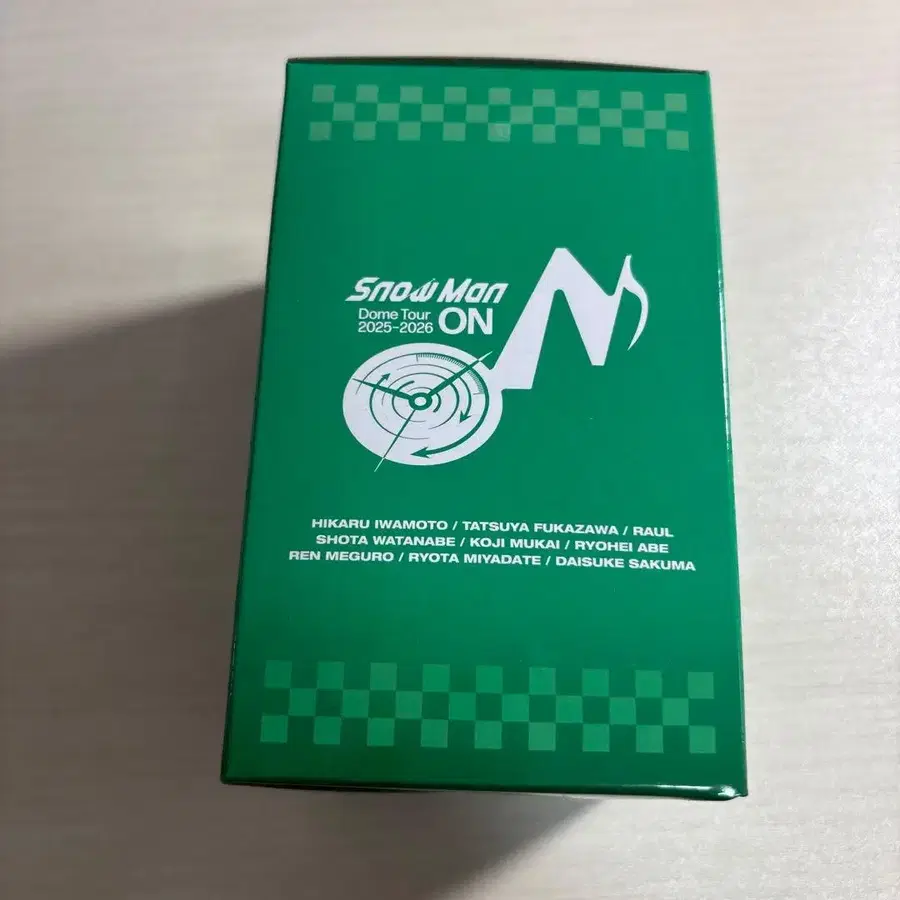 Snow Man
Dome Tour
2025-2026 ON
HIKARU IWAMOTO / TATSUYA FUKAZAWA / RAUL
SHOTA WATANABE / KOJI MUKAI / RYOHEI ABE
REN MEGURO / RYOTA MIYADATE / DAISUKE SAKUMA